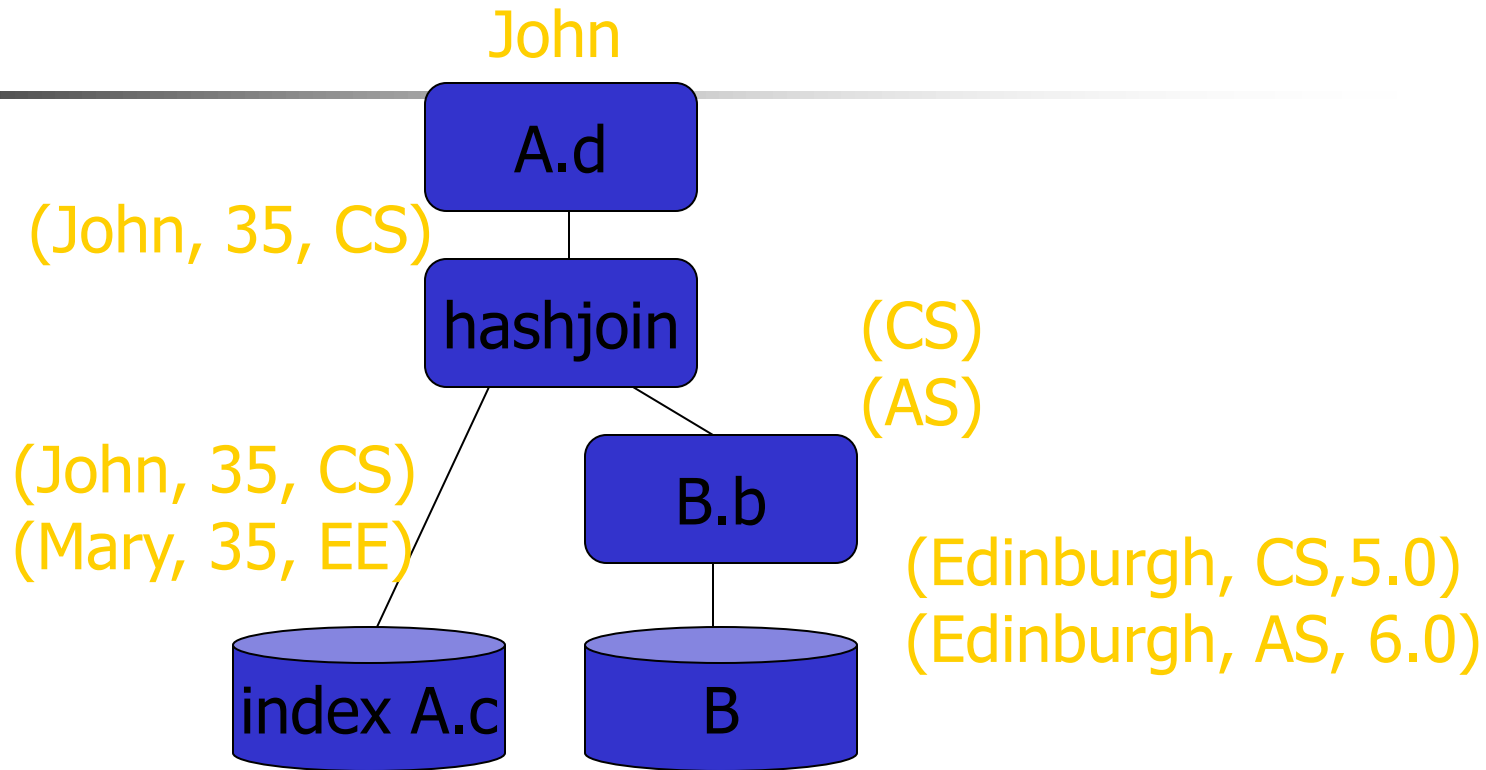 John
A.d
(John, 35, CS)
hashjoin
(CS)
(AS)
(John, 35, CS)
(Mary, 35, EE)
B.b
(Edinburgh, CS,5.0)
(Edinburgh, AS, 6.0)
index A.c
B